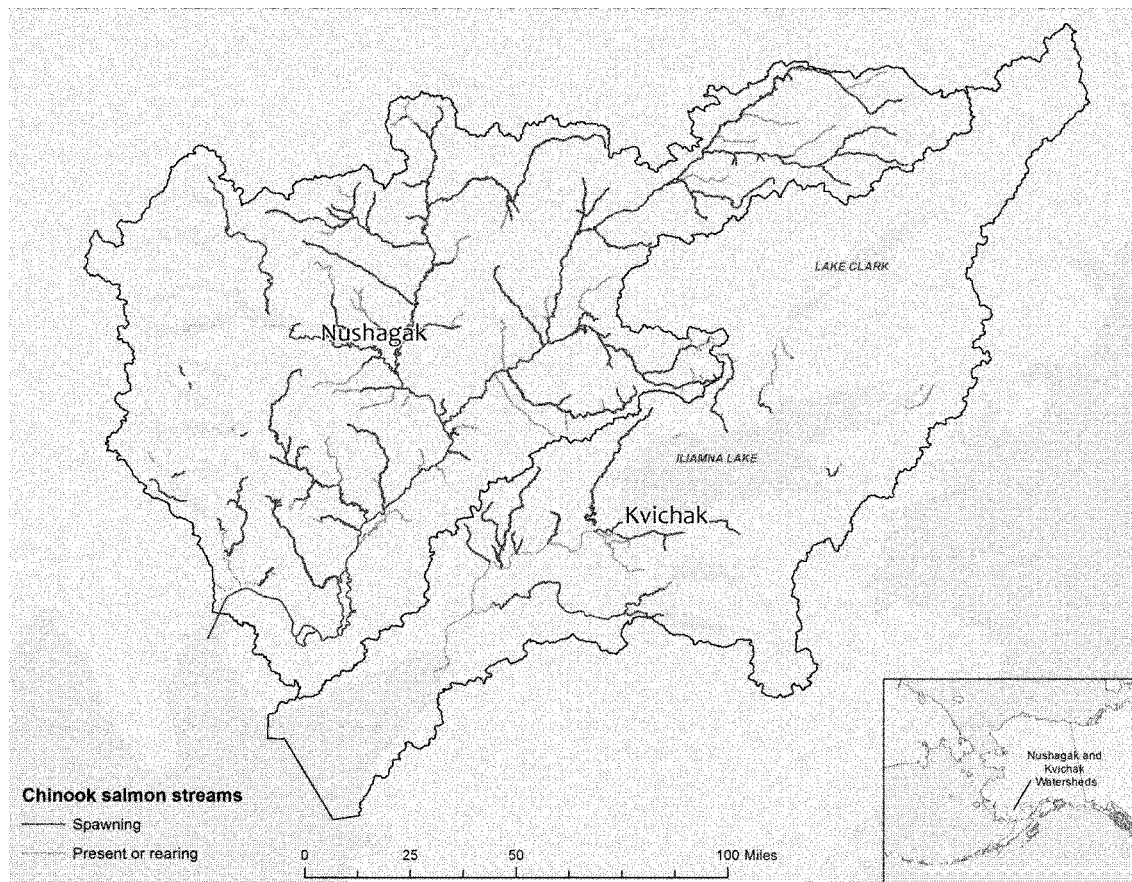 LAKE CLARK
Nushagak
ILIAMNA LAKE
Kvichak
Nushagak and
Kvichak
Watersheds
Chinook salmon streams
Spawning
Present or rearing
0 25 50 100 Miles